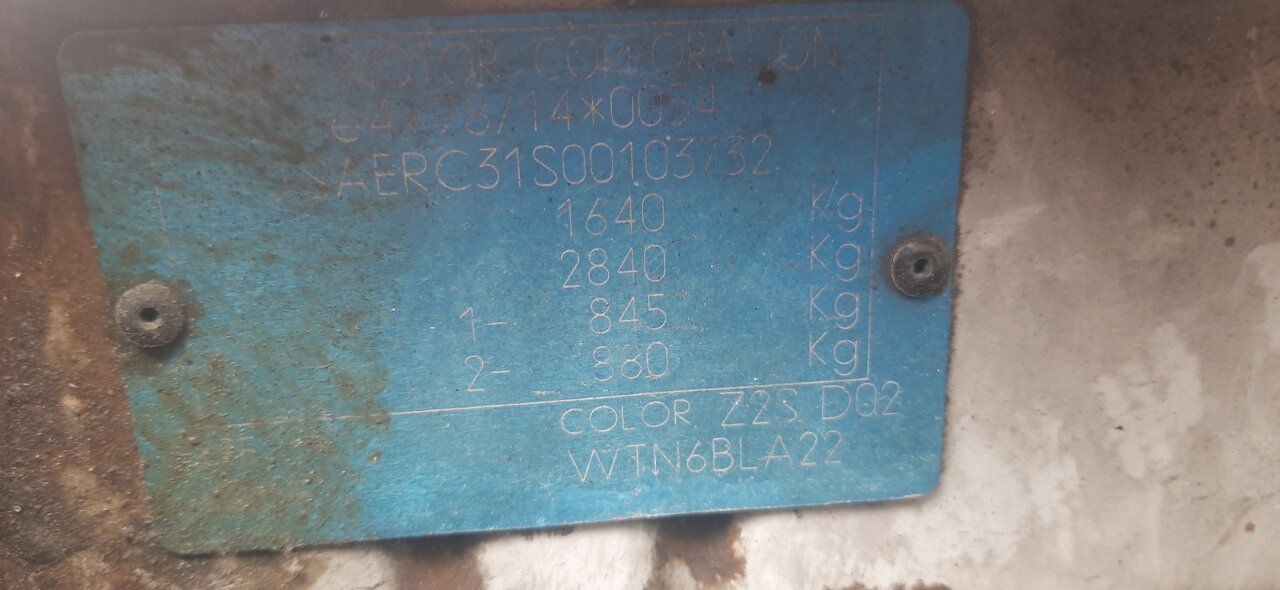 MOTOR CORPORATION
e4*98/14*0054
AERC31S00103732
1640 Kg
2840 Kg
1- 845 Kg
2- 880 Kg
COLOR Z2S D02
WTN6BLA22